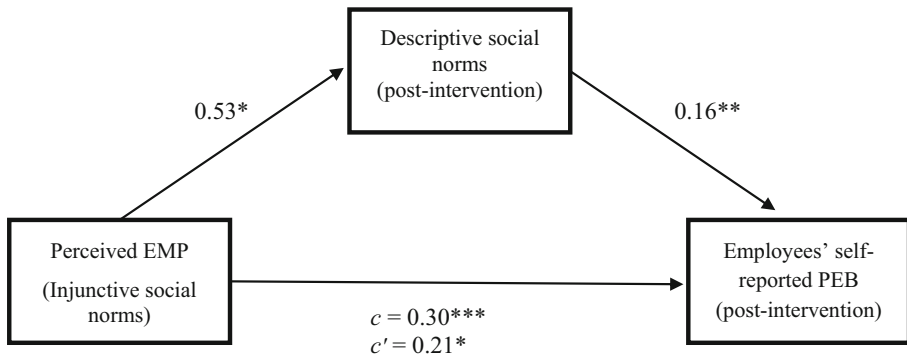 Descriptive social
norms
(post-intervention)
0.53*
0.16**
Perceived EMP
(Injunctive social
norms)
Employees’ self-
reported PEB
(post-intervention)
c = 0.30***
c' = 0.21*